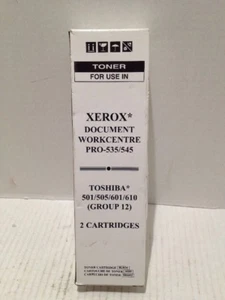 TONER
FOR USE IN
XEROX*
DOCUMENT
WORKCENTRE
PRO-535/545
TOSHIBA*
501/505/601/610
(GROUP 12)
2 CARTRIDGES